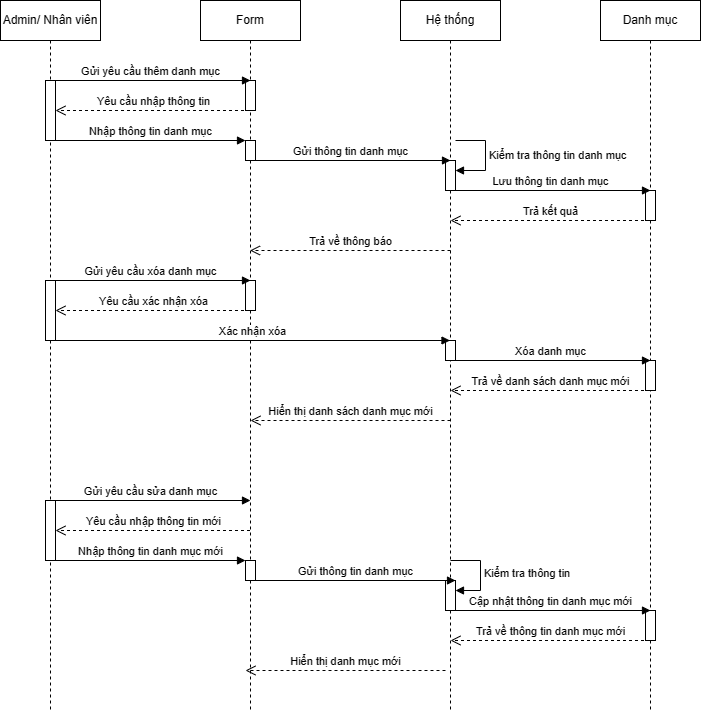 Admin/ Nhân viên
Form
Hệ thống
Danh mục
Gửi yêu cầu thêm danh mục
Yêu cầu nhập thông tin
Nhập thông tin danh mục
Gửi thông tin danh mục
Kiểm tra thông tin danh mục
Lưu thông tin danh mục
Trả kết quả
Trả về thông báo
Gửi yêu cầu xóa danh mục
Yêu cầu xác nhận xóa
Xác nhận xóa
Xóa danh mục
Trả về danh sách danh mục mới
Hiển thị danh sách danh mục mới
Gửi yêu cầu sửa danh mục
Yêu cầu nhập thông tin mới
Nhập thông tin danh mục mới
Gửi thông tin danh mục
Kiểm tra thông tin
Cập nhật thông tin danh mục mới
Trả về thông tin danh mục mới
Hiển thị danh mục mới